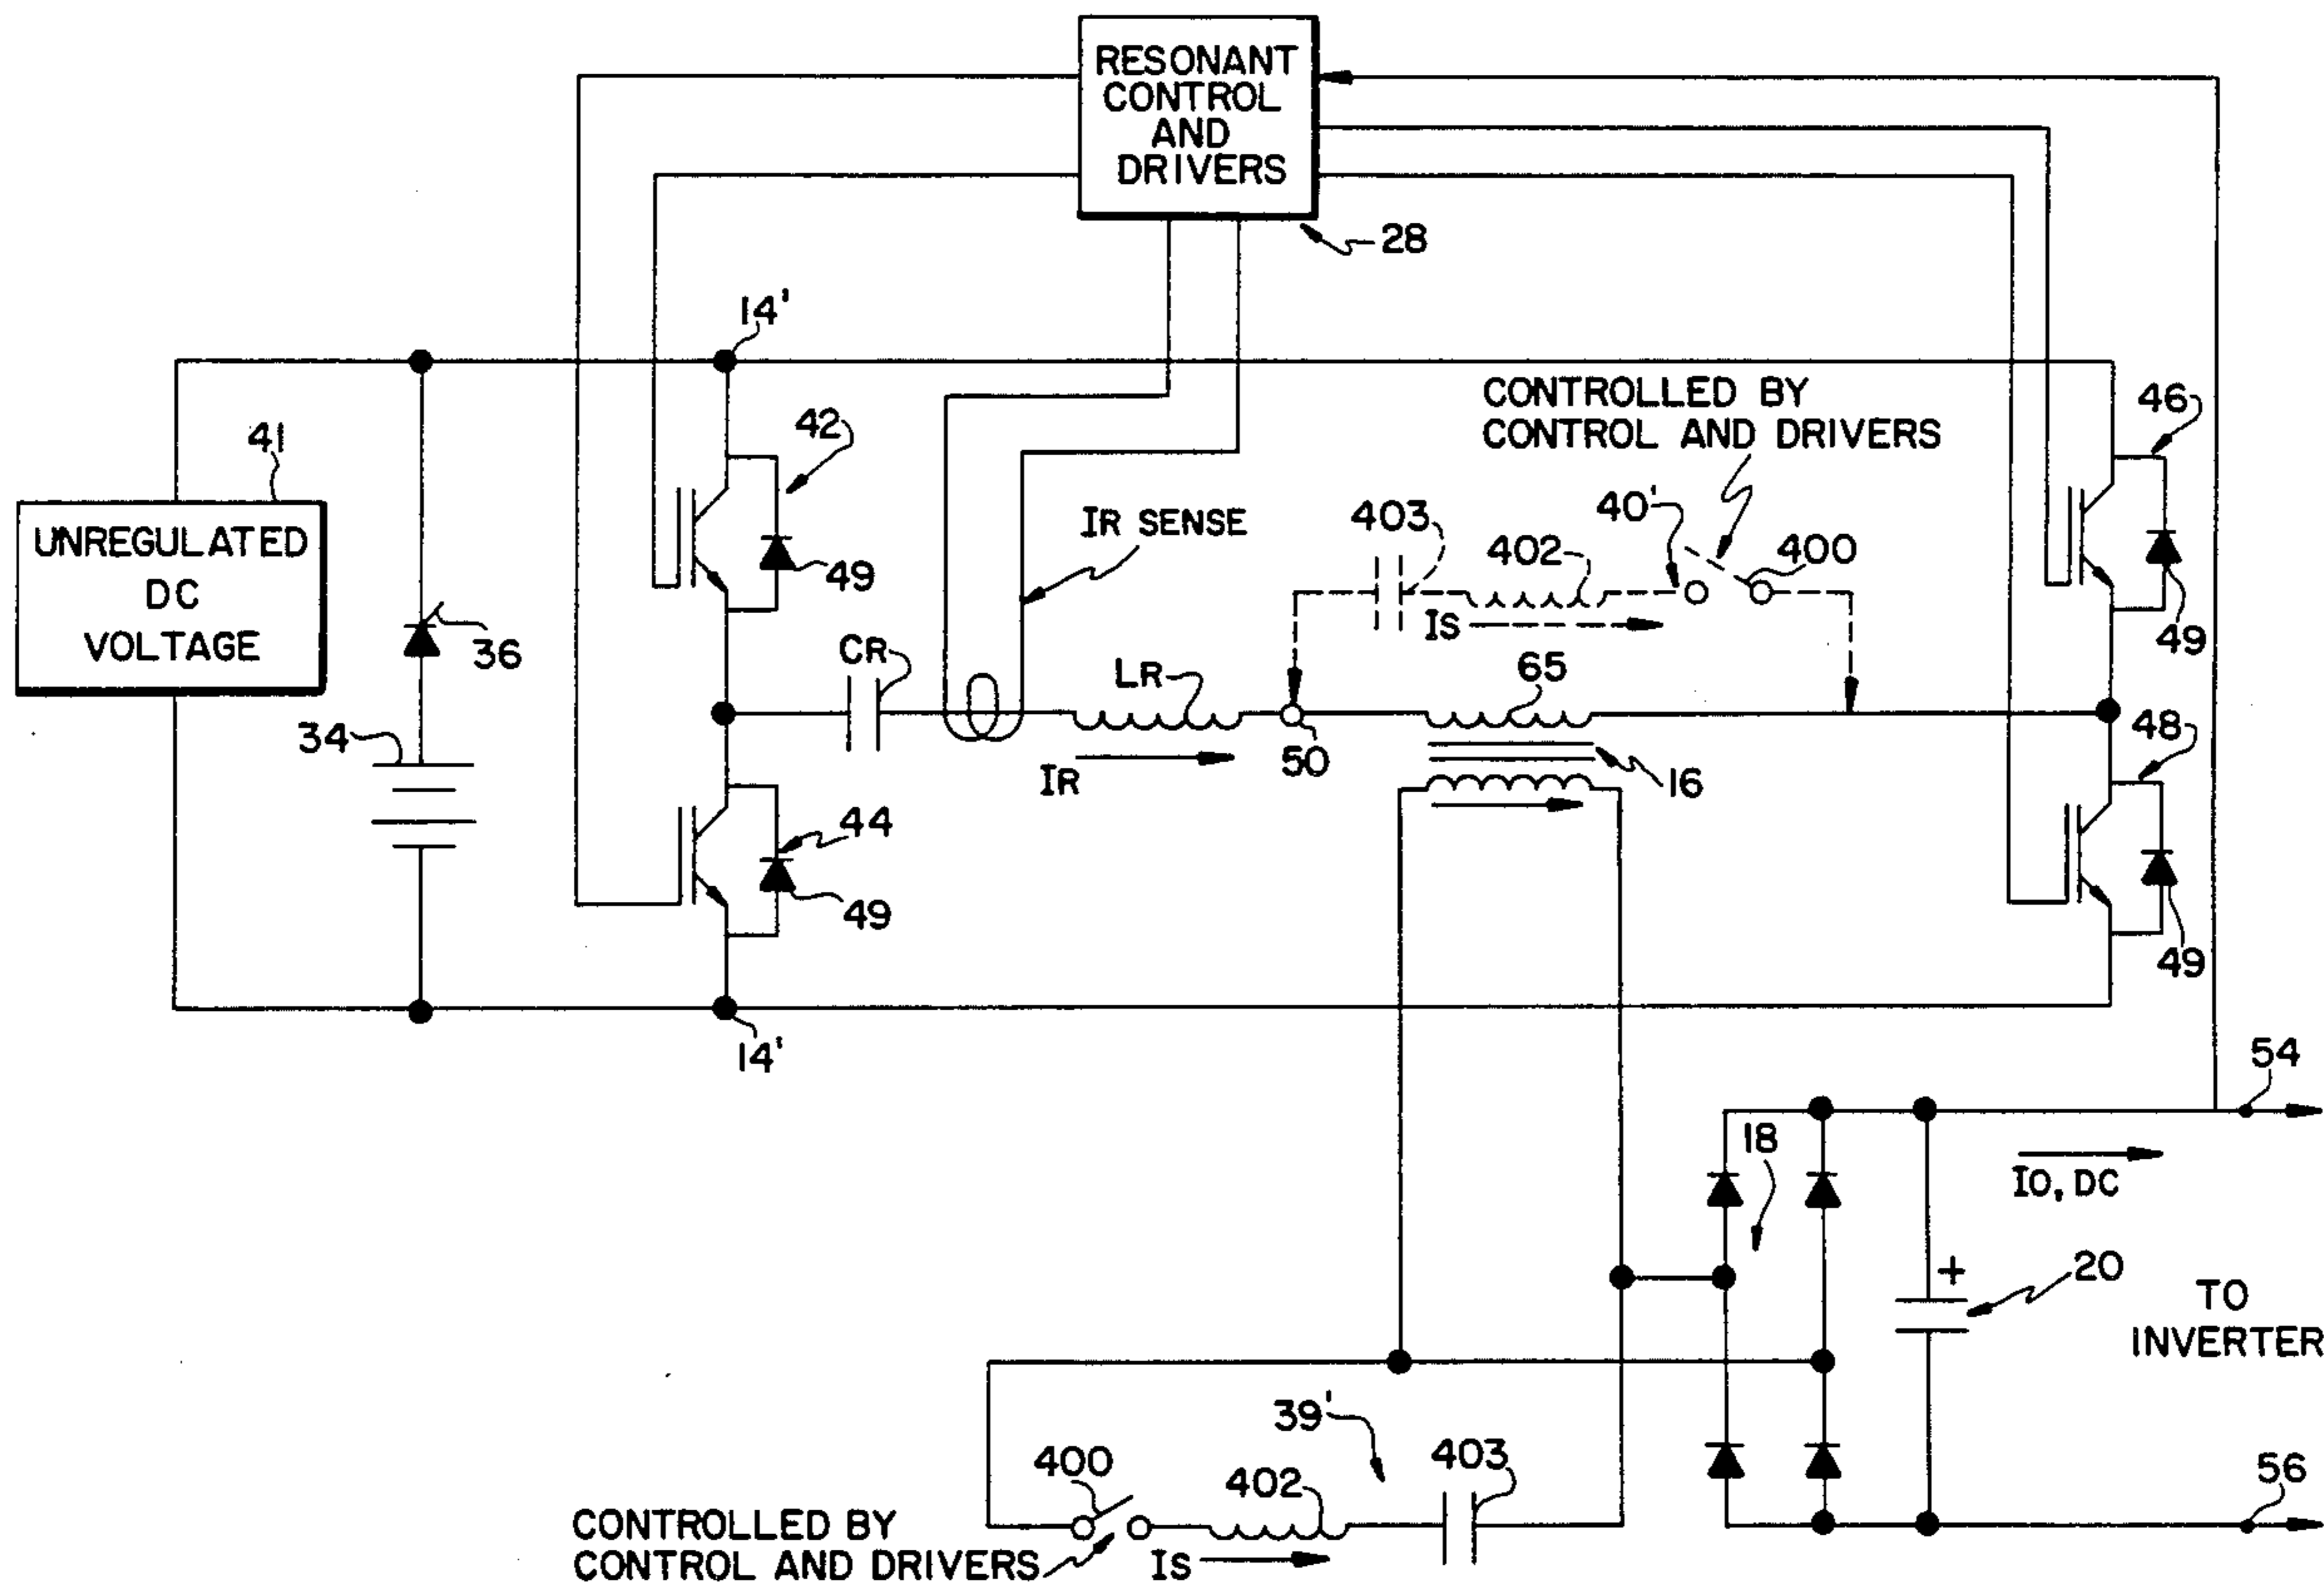 RESONANT
CONTROL
AND
DRIVERS
28
14'
CONTROLLED BY
CONTROL AND DRIVERS
46
42
41
UNREGULATED
DC
VOLTAGE
IR SENSE
403
402
40'
400
49
36
49
IS
CR
LR
65
34
50
48
IR
16
44
49
49
14'
54
18
IO, DC
20
+
TO
INVERTER
39'
400
402
403
56
CONTROLLED BY
CONTROL AND DRIVERS
IS